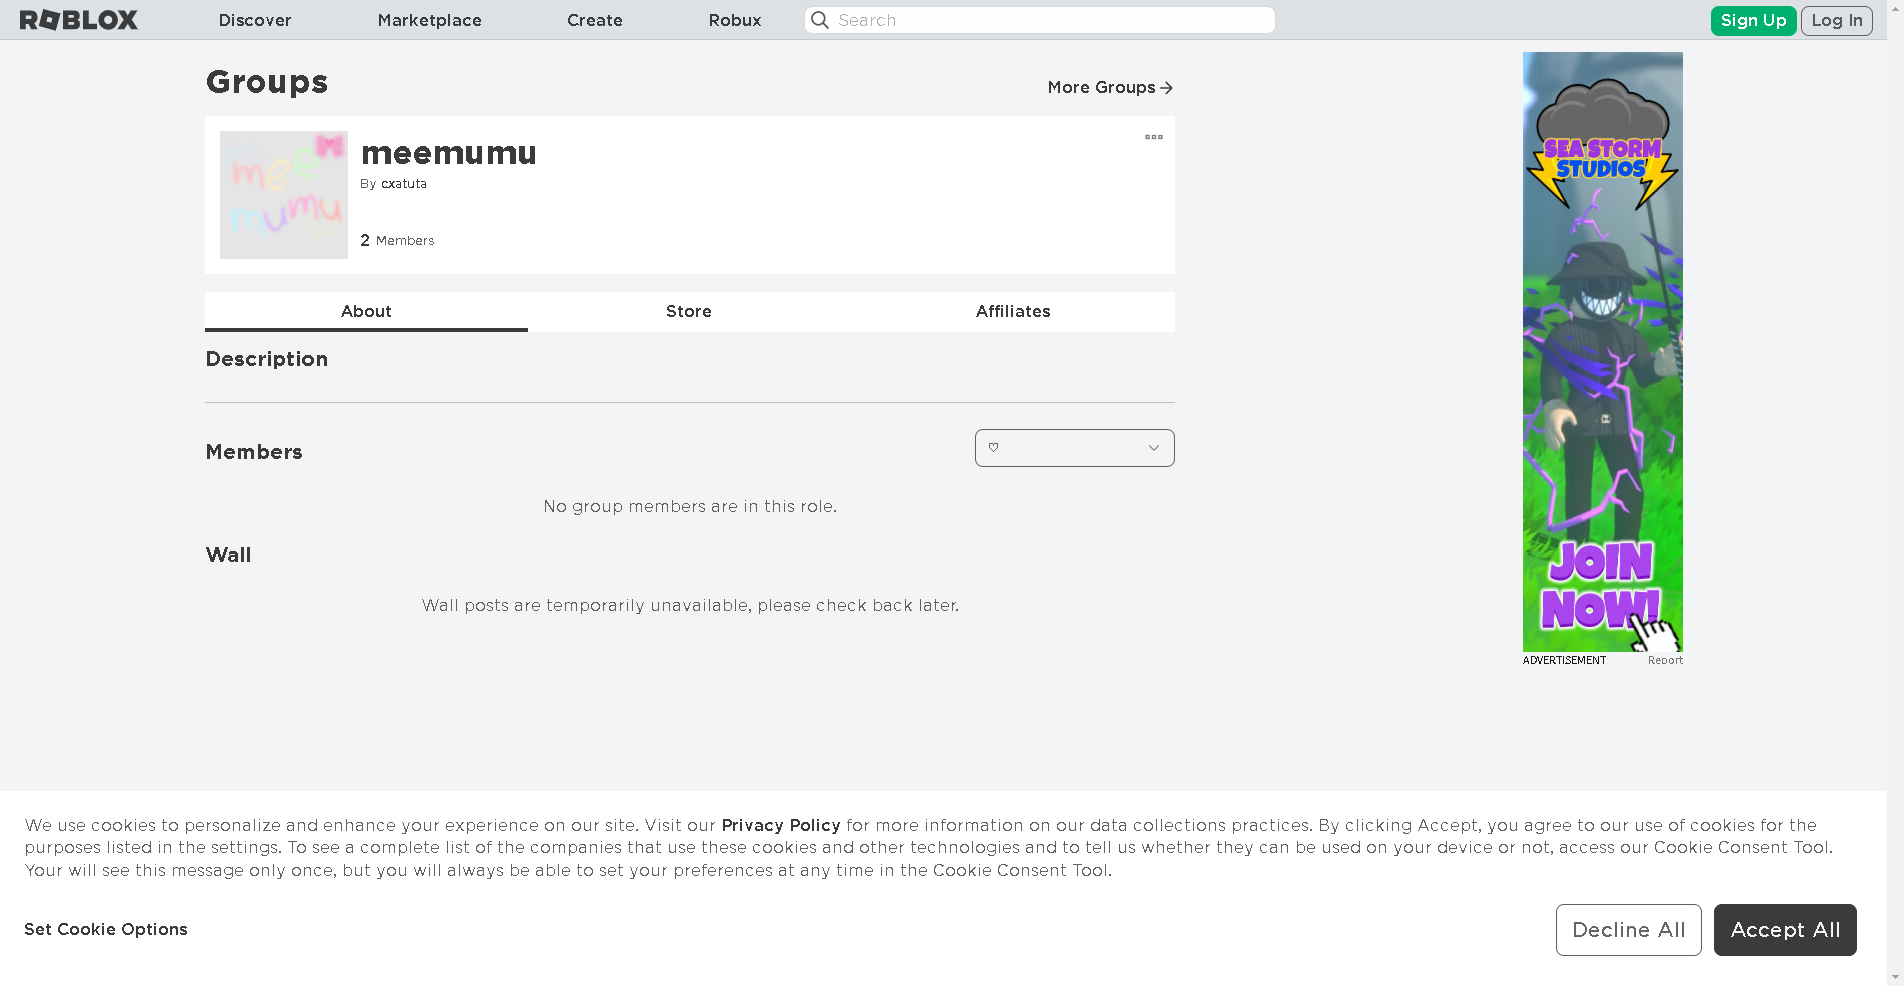 ROBLOX
Discover
Marketplace
Create
Robux
Search
Sign Up
Log In
Groups
More Groups
mee
mumu
meemumu
By cxatuta
2 Members
About
Store
Affiliates
Description
Members
♡
No group members are in this role.
Wall
Wall posts are temporarily unavailable, please check back later.
SEA STORM
STUDIOS
JOIN
NOW!
ADVERTISEMENT
Report
We use cookies to personalize and enhance your experience on our site. Visit our Privacy Policy for more information on our data collections practices. By clicking Accept, you agree to our use of cookies for the
purposes listed in the settings. To see a complete list of the companies that use these cookies and other technologies and to tell us whether they can be used on your device or not, access our Cookie Consent Tool.
Your will see this message only once, but you will always be able to set your preferences at any time in the Cookie Consent Tool.
Set Cookie Options
Decline All
Accept All